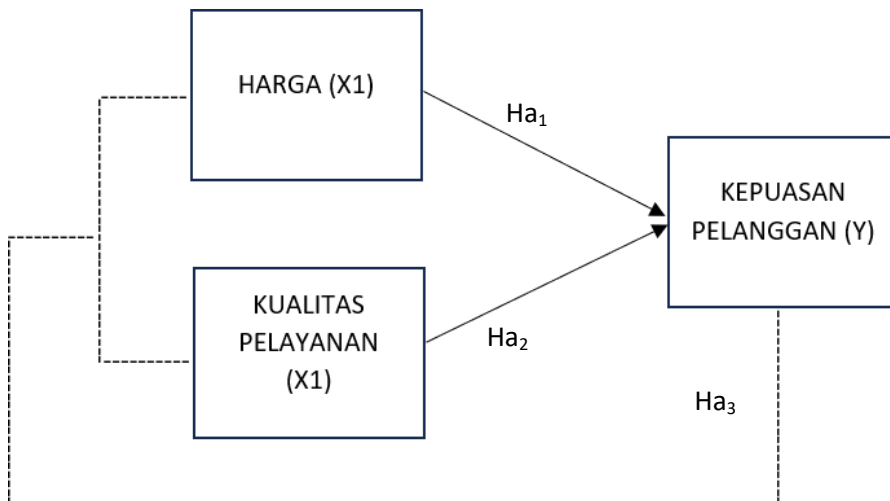 HARGA (X1)
Ha₁
KEPUASAN
PELANGGAN (Y)
KUALITAS
PELAYANAN
(X1)
Ha₂
Ha₃